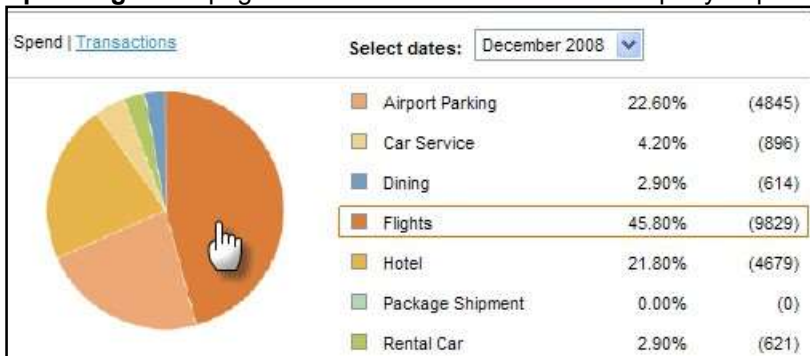 Spend | Transactions Select dates: December 2008
Airport Parking 22.60% (4845)
Car Service 4.20% (896)
Dining 2.90% (614)
Flights 45.80% (9829)
Hotel 21.80% (4679)
Package Shipment 0.00% (0)
Rental Car 2.90% (621)